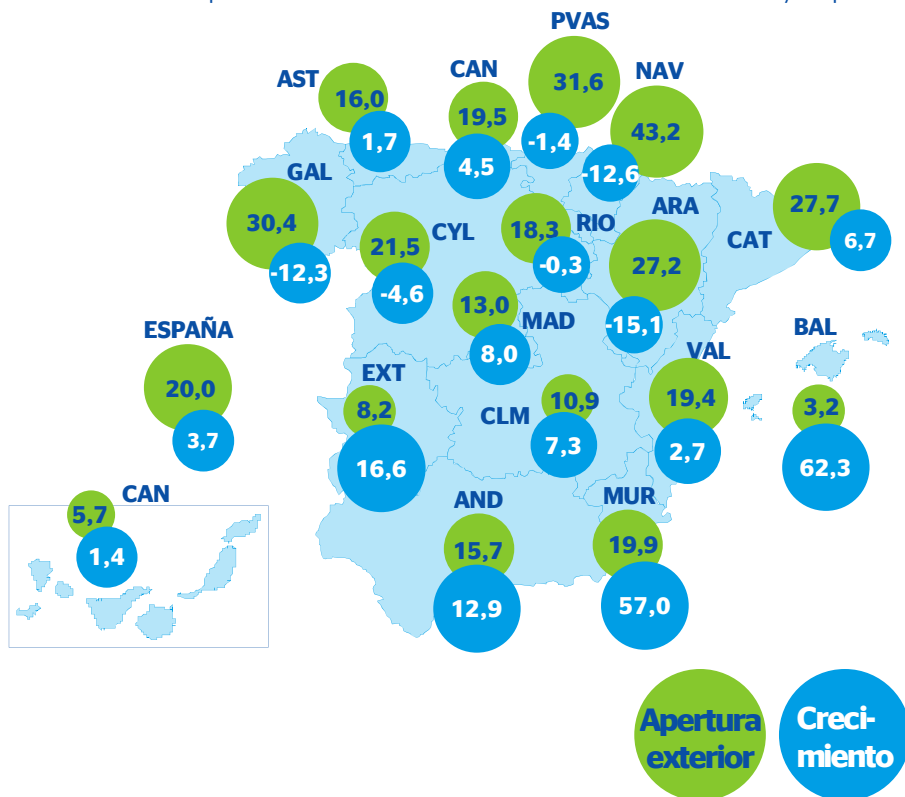 PVAS
31,6
-1,4
CAN
19,5
4,5
NAV
43,2
-12,6
AST
16,0
1,7
GAL
30,4
-12,3
CYL
21,5
-4,6
RIO
18,3
-0,3
ARA
27,2
-15,1
CAT
27,7
6,7
MAD
13,0
8,0
ESPAÑA
20,0
3,7
EXT
8,2
16,6
CLM
10,9
7,3
VAL
19,4
2,7
BAL
3,2
62,3
CAN
5,7
1,4
AND
15,7
12,9
MUR
19,9
57,0
Apertura
exterior
Creci-
miento